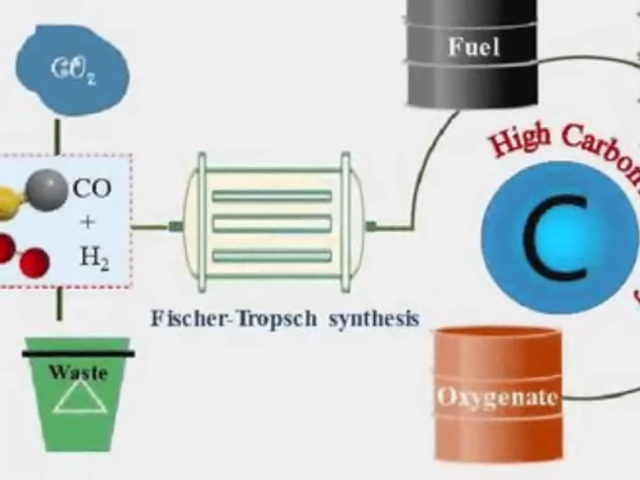 Fuel
CO₂
High Carbon
CO
+
H₂
C
Fischer-Tropsch synthesis
Waste
Oxygenate